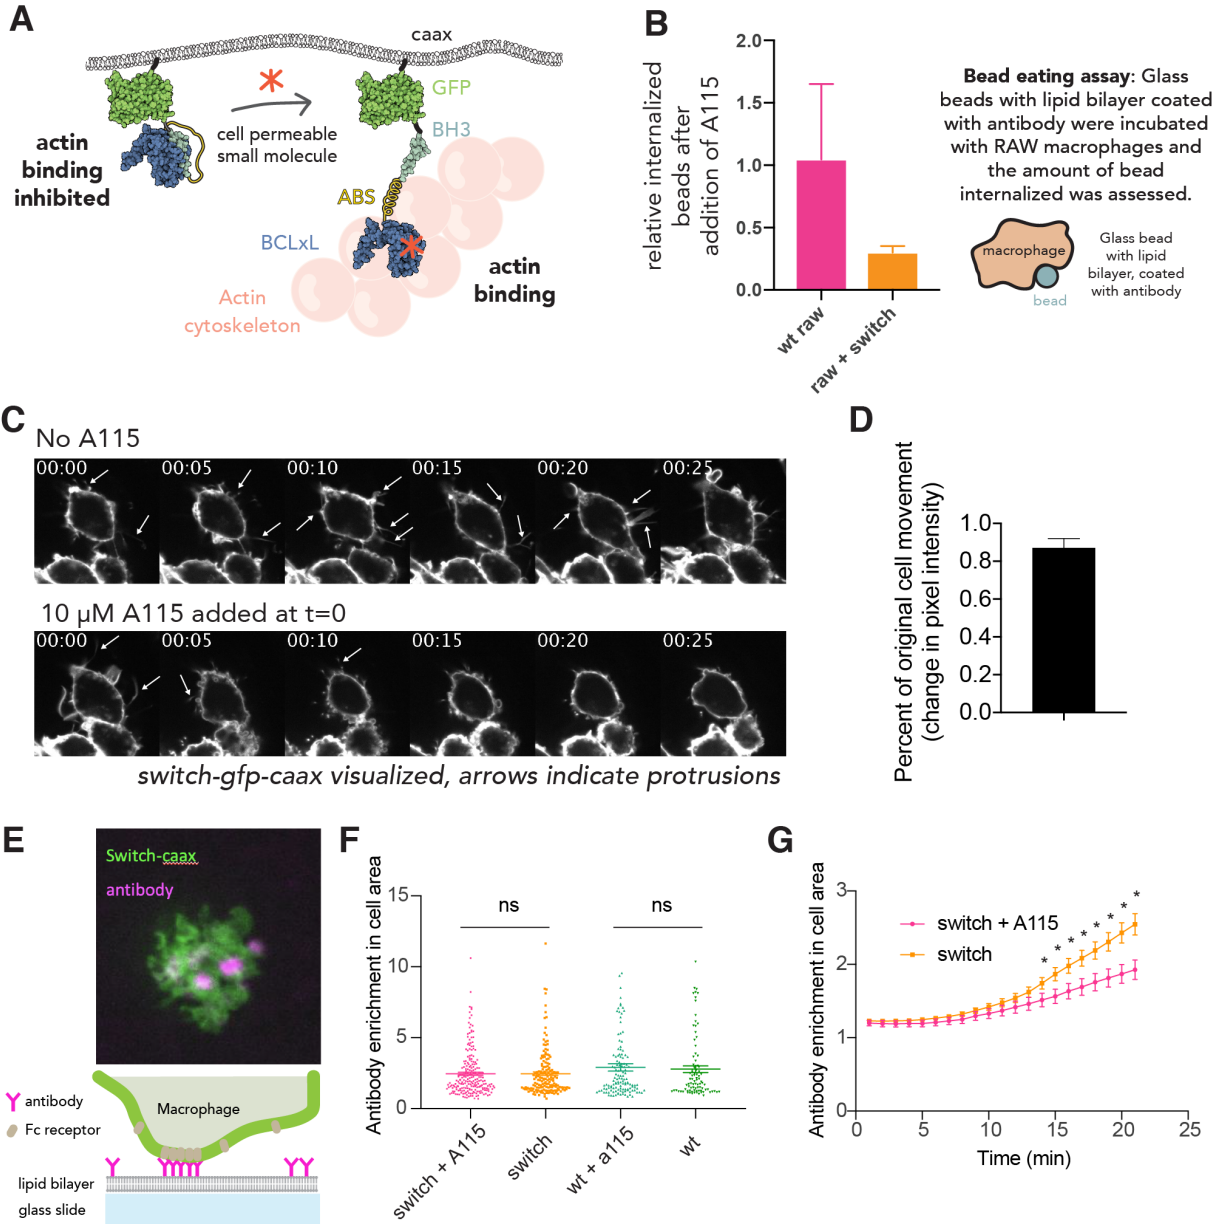 A
caax
GFP
cell permeable
small molecule
BH3
actin
binding
inhibited
ABS
BCLxL
actin
binding
Actin
cytoskeleton
B
relative internalized
beads after
addition of A115
2.0
1.5
1.0
0.5
0.0
wt raw
raw + switch
Bead eating assay: Glass
beads with lipid bilayer coated
with antibody were incubated
with RAW macrophages and
the amount of bead
internalized was assessed.
macrophage
bead
Glass bead
with lipid
bilayer, coated
with antibody
C
No A115
00:00 00:05 00:10 00:15 00:20 00:25
10 µM A115 added at t=0
00:00 00:05 00:10 00:15 00:20 00:25
switch-gfp-caax visualized, arrows indicate protrusions
D
Percent of original cell movement
(change in pixel intensity)
1.0
0.8
0.6
0.4
0.2
0.0
E
Switch-caax
antibody
Macrophage
antibody
Fc receptor
lipid bilayer
glass slide
F
Antibody enrichment in cell area
15
10
5
0
ns
ns
switch + A115
switch
wt + a115
wt
G
Antibody enrichment in cell area
3
2
1
0
switch + A115
switch
* * * * * * * *
0 5 10 15 20 25
Time (min)